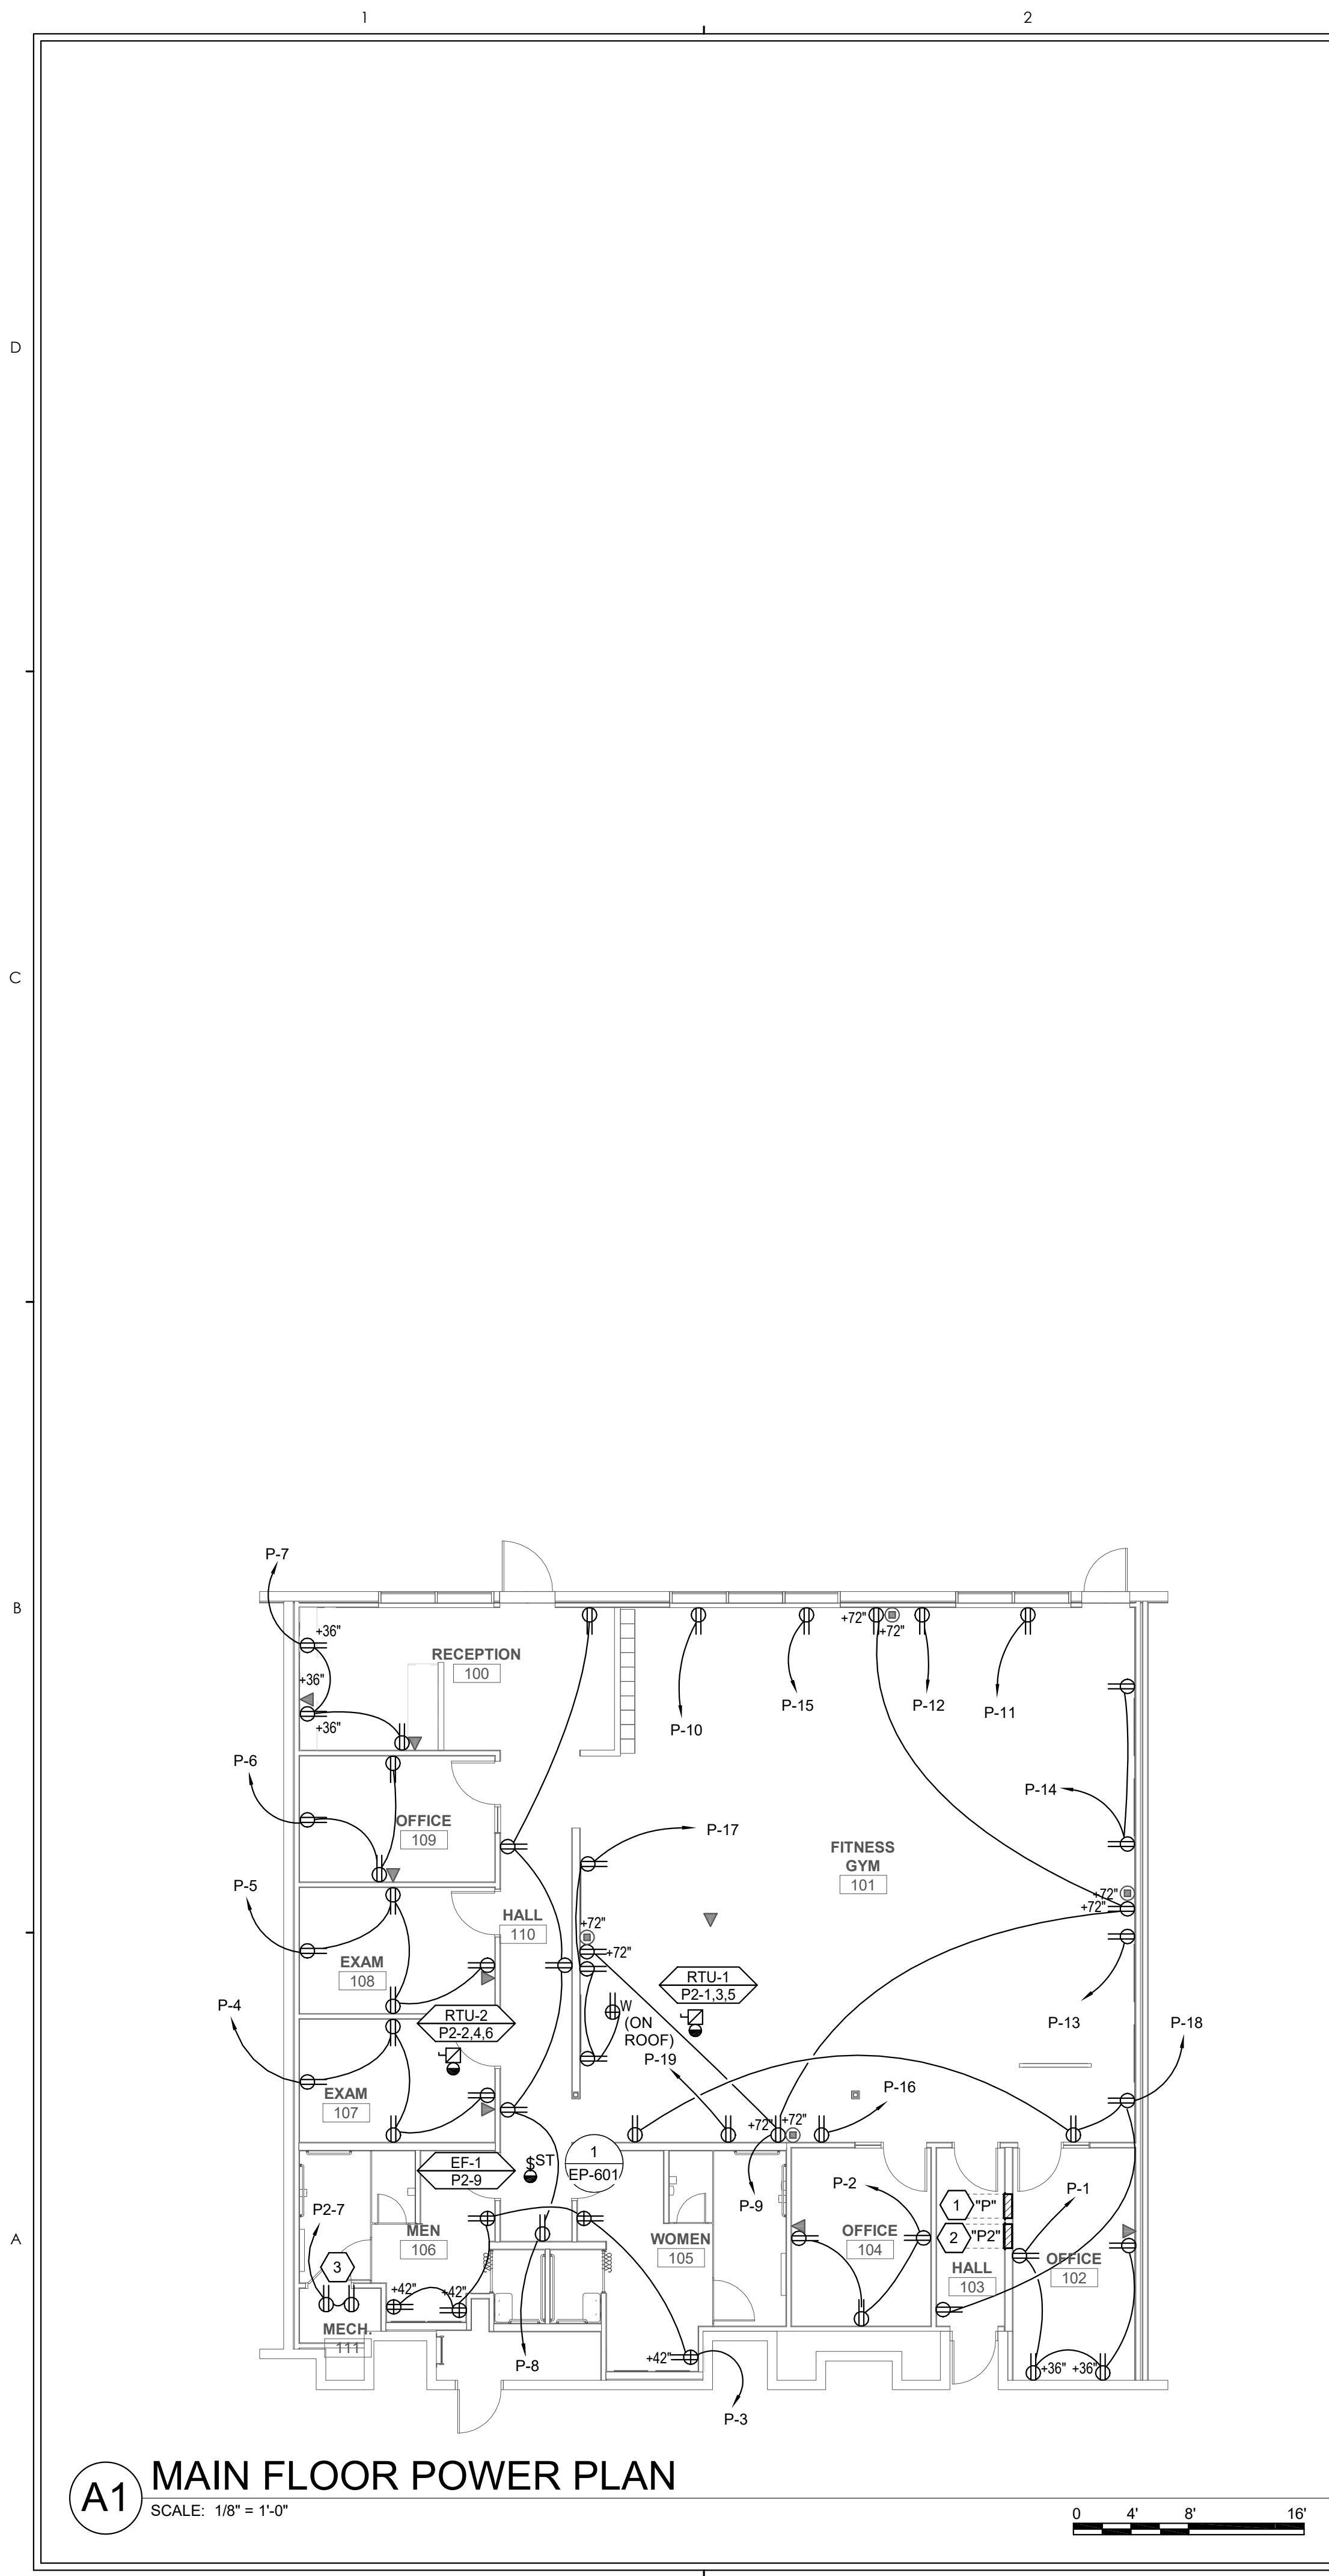 1
2
D
C
B
A
P-7
+36"
RECEPTION
100
+72"
+72"
+36"
+36"
P-15
P-12
P-11
P-10
P-6
P-14
OFFICE
109
P-17
FITNESS
GYM
101
P-5
HALL
110
+72"
+72"
+72"
+72"
EXAM
108
RTU-1
P2-1,3,5
P-4
RTU-2
P2-2,4,6
W
(ON
ROOF)
P-13
P-18
P-19
EXAM
107
P-16
+72"
+72"
EF-1
P2-9
$ST
1
EP-601
P2-7
P-9
P-2
P-1
1
"P"
2
"P2"
MEN
106
WOMEN
105
OFFICE
104
HALL
103
OFFICE
102
3
+42"
+42"
MECH.
111
P-8
+42"
+36"
+36"
P-3
A1
MAIN FLOOR POWER PLAN
SCALE: 1/8" = 1'-0"
0 4' 8' 16'